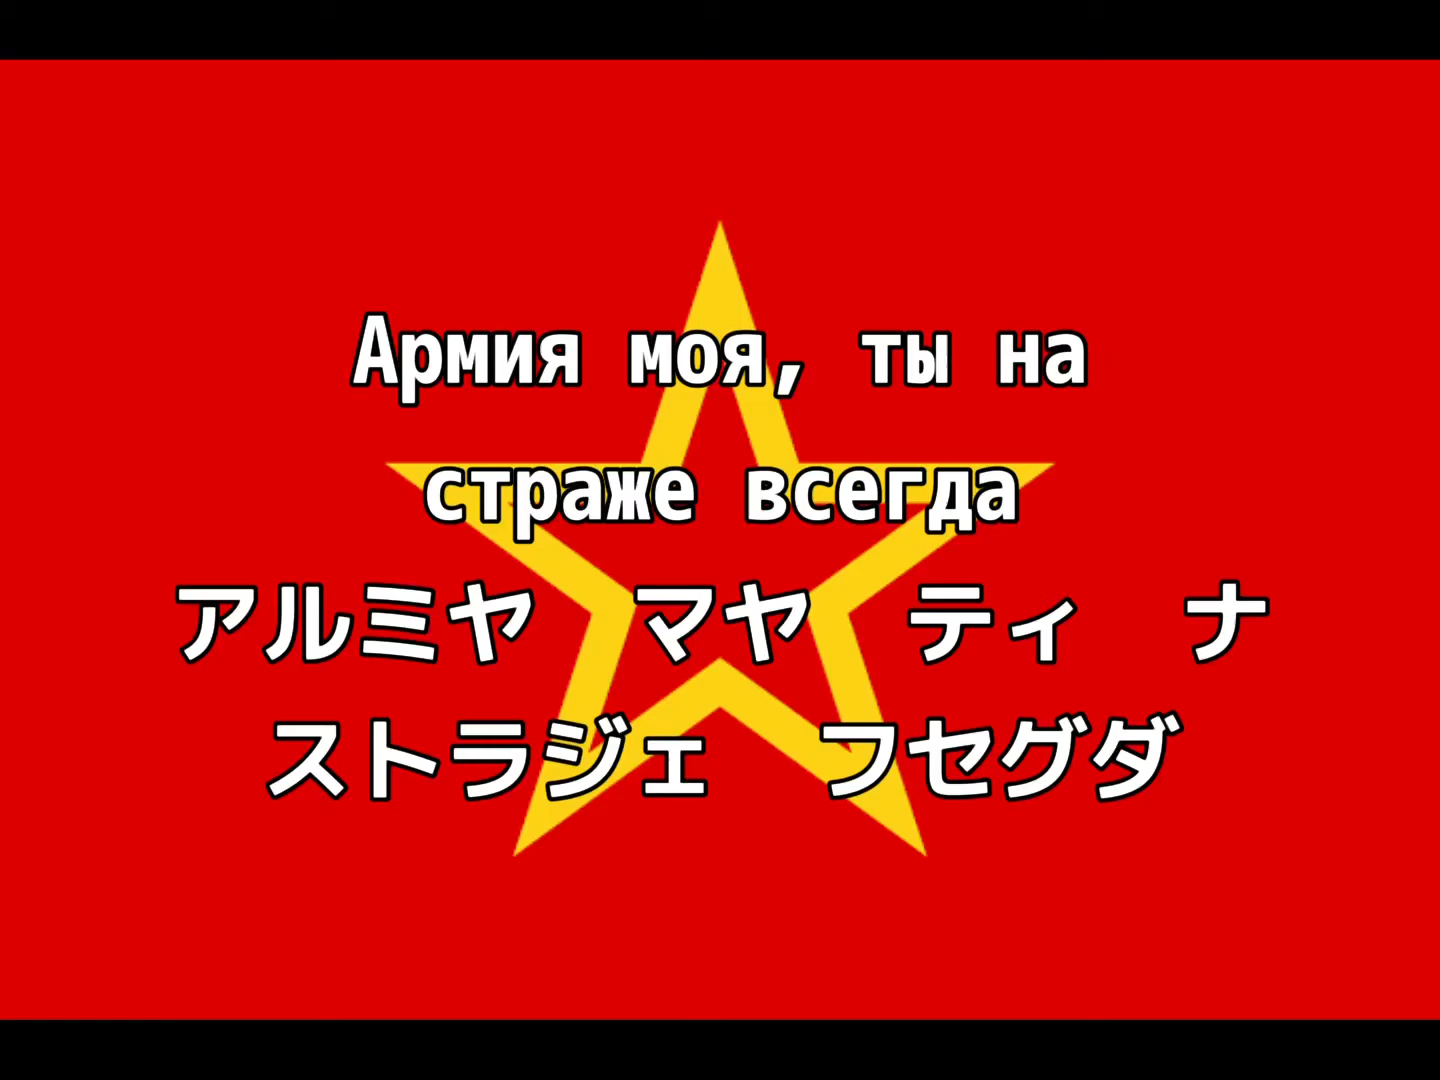 Армия моя, ты на
страже всегда
アルミヤ　マヤ　ティ　ナ
ストラジェ　フセグダ